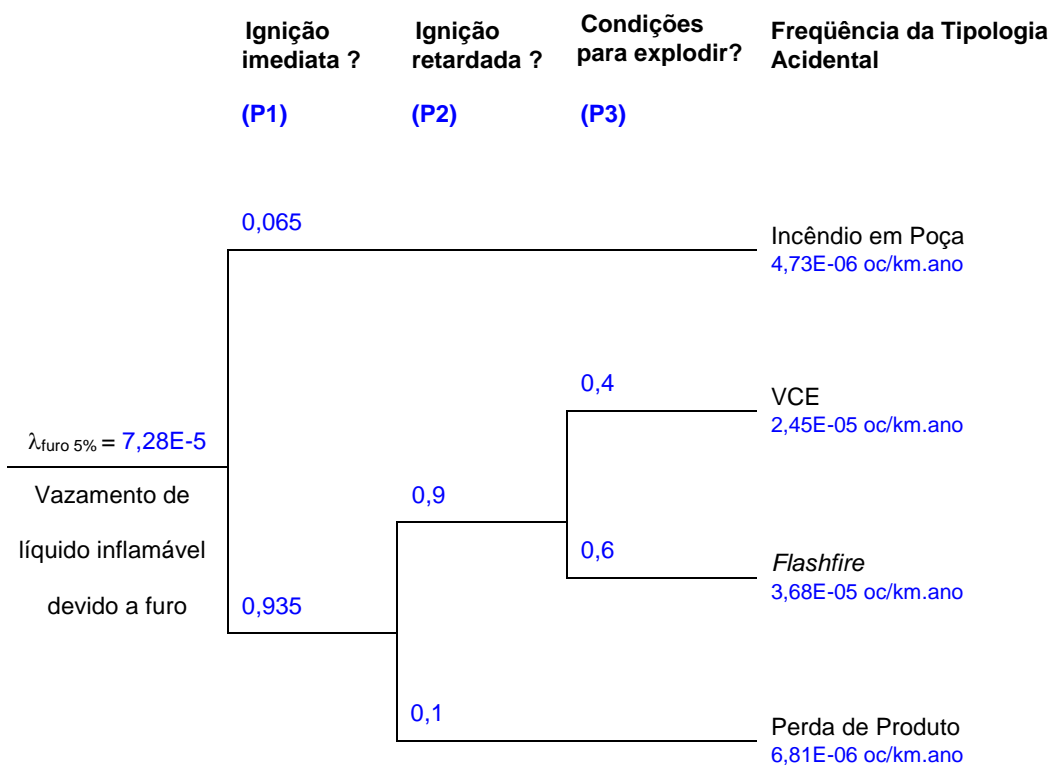 Ignição
imediata ?
(P1)
Ignição
retardada ?
(P2)
Condições
para explodir?
(P3)
Freqüência da Tipologia
Acidental
0,065
Incêndio em Poça
4,73E-06 oc/km.ano
0,4
VCE
2,45E-05 oc/km.ano
λfuro 5% = 7,28E-5
Vazamento de
líquido inflamável
devido a furo
0,9
0,6
Flashfire
3,68E-05 oc/km.ano
0,935
0,1
Perda de Produto
6,81E-06 oc/km.ano